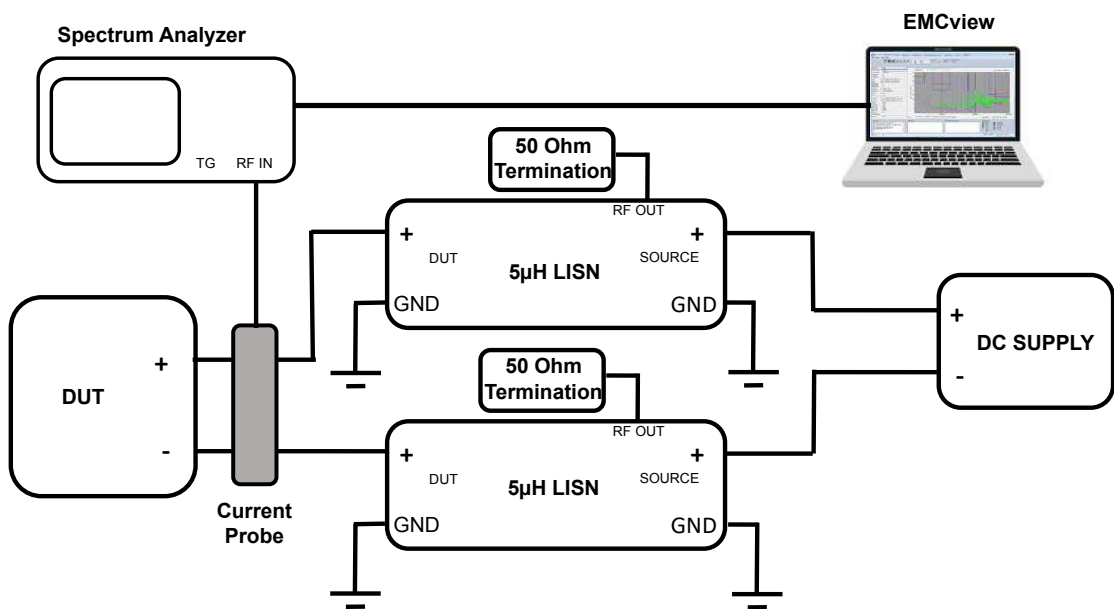 Spectrum Analyzer
EMCview
TG RF IN
50 Ohm
Termination
RF OUT
+ +
DUT SOURCE
5µH LISN
GND GND
+
DC SUPPLY
-
+
DUT
-
50 Ohm
Termination
RF OUT
+ +
DUT SOURCE
5µH LISN
GND GND
Current
Probe